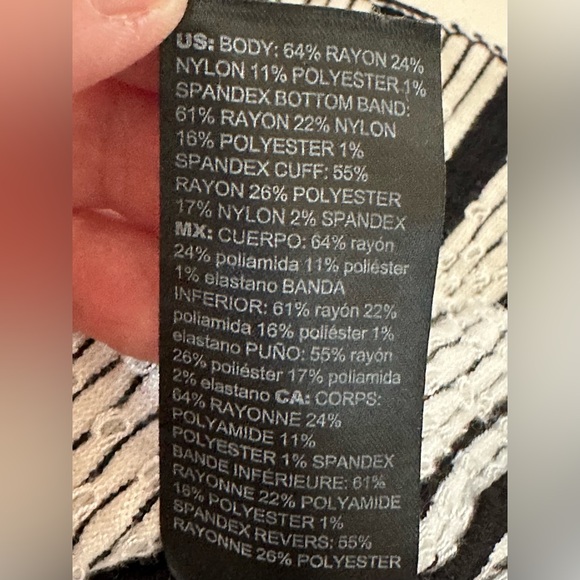 US: BODY: 64% RAYON 24%
NYLON 11% POLYESTER 1%
SPANDEX BOTTOM BAND:
61% RAYON 22% NYLON
16% POLYESTER 1%
SPANDEX CUFF: 55%
RAYON 26% POLYESTER
17% NYLON 2% SPANDEX
MX: CUERPO: 64% rayón
24% poliamida 11% poliéster
1% elastano BANDA
INFERIOR: 61% rayón 22%
poliamida 16% poliéster 1%
elastano PUÑO: 55% rayón
26% poliéster 17% poliamida
2% elastano CA: CORPS:
64% RAYONNE 24%
POLYAMIDE 11%
POLYESTER 1% SPANDEX
BANDE INFÉRIEURE: 61%
RAYONNE 22% POLYAMIDE
16% POLYESTER 1%
SPANDEX REVERS: 55%
RAYONNE 26% POLYESTER